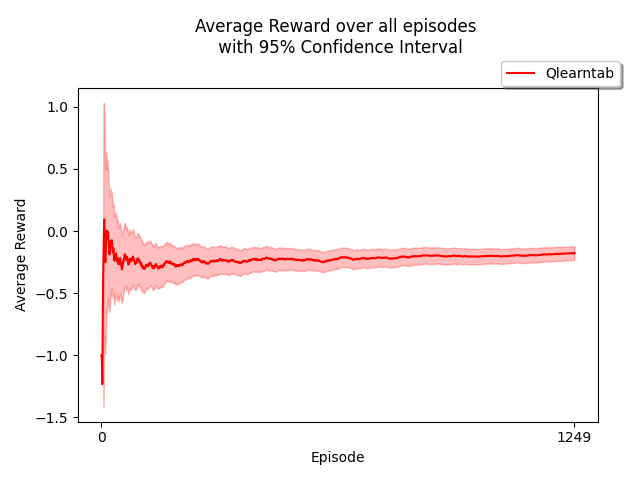 Average Reward over all episodes
with 95% Confidence Interval
Qlearntab
1.0
0.5
0.0
−0.5
−1.0
−1.5
Average Reward
0
1249
Episode